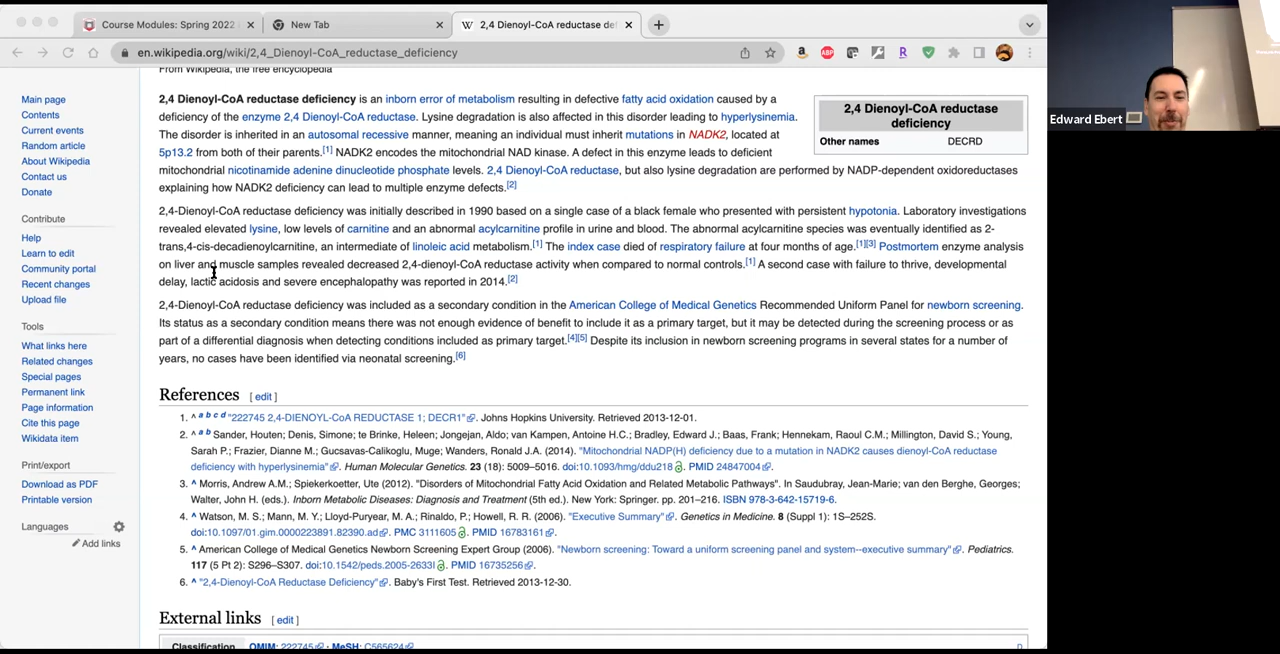 Course Modules: Spring 2022
New Tab
2,4 Dienoyl-CoA reductase def
en.wikipedia.org/wiki/2,4_Dienoyl-CoA_reductase_deficiency
From Wikipedia, the free encyclopedia
Main page
Contents
Current events
Random article
About Wikipedia
Contact us
Donate
Contribute
Help
Learn to edit
Community portal
Recent changes
Upload file
Tools
What links here
Related changes
Special pages
Permanent link
Page information
Cite this page
Wikidata item
Print/export
Download as PDF
Printable version
Languages
Add links
2,4 Dienoyl-CoA reductase deficiency is an inborn error of metabolism resulting in defective fatty acid oxidation caused by a
deficiency of the enzyme 2,4 Dienoyl-CoA reductase. Lysine degradation is also affected in this disorder leading to hyperlysinemia.
The disorder is inherited in an autosomal recessive manner, meaning an individual must inherit mutations in NADK2, located at
5p13.2 from both of their parents.[1] NADK2 encodes the mitochondrial NAD kinase. A defect in this enzyme leads to deficient
mitochondrial nicotinamide adenine dinucleotide phosphate levels. 2,4 Dienoyl-CoA reductase, but also lysine degradation are performed by NADP-dependent oxidoreductases
explaining how NADK2 deficiency can lead to multiple enzyme defects.[2]
2,4 Dienoyl-CoA reductase
deficiency
Other names DECRD
2,4-Dienoyl-CoA reductase deficiency was initially described in 1990 based on a single case of a black female who presented with persistent hypotonia. Laboratory investigations
revealed elevated lysine, low levels of carnitine and an abnormal acylcarnitine profile in urine and blood. The abnormal acylcarnitine species was eventually identified as 2-
trans,4-cis-decadienoylcarnitine, an intermediate of linoleic acid metabolism.[1] The index case died of respiratory failure at four months of age.[1][3] Postmortem enzyme analysis
on liver and muscle samples revealed decreased 2,4-dienoyl-CoA reductase activity when compared to normal controls.[1] A second case with failure to thrive, developmental
delay, lactic acidosis and severe encephalopathy was reported in 2014.[2]
2,4-Dienoyl-CoA reductase deficiency was included as a secondary condition in the American College of Medical Genetics Recommended Uniform Panel for newborn screening.
Its status as a secondary condition means there was not enough evidence of benefit to include it as a primary target, but it may be detected during the screening process or as
part of a differential diagnosis when detecting conditions included as primary target.[4][5] Despite its inclusion in newborn screening programs in several states for a number of
years, no cases have been identified via neonatal screening.[6]
References [ edit ]
1. ^ a b c d "222745 2,4-DIENOYL-CoA REDUCTASE 1; DECR1". Johns Hopkins University. Retrieved 2013-12-01.
2. ^ a b Sander, Houten; Denis, Simone; te Brinke, Heleen; Jongejan, Aldo; van Kampen, Antoine H.C.; Bradley, Edward J.; Baas, Frank; Hennekam, Raoul C.M.; Millington, David S.; Young,
Sarah P.; Frazier, Dianne M.; Gucsavas-Calikoglu, Muge; Wanders, Ronald J.A. (2014). "Mitochondrial NADP(H) deficiency due to a mutation in NADK2 causes dienoyl-CoA reductase
deficiency with hyperlysinemia". Human Molecular Genetics. 23 (18): 5009–5016. doi:10.1093/hmg/ddu218. PMID 24847004.
3. ^ Morris, Andrew A.M.; Spiekerkoetter, Ute (2012). "Disorders of Mitochondrial Fatty Acid Oxidation and Related Metabolic Pathways". In Saudubray, Jean-Marie; van den Berghe, Georges;
Walter, John H. (eds.). Inborn Metabolic Diseases: Diagnosis and Treatment (5th ed.). New York: Springer. pp. 201–216. ISBN 978-3-642-15719-6.
4. ^ Watson, M. S.; Mann, M. Y.; Lloyd-Puryear, M. A.; Rinaldo, P.; Howell, R. R. (2006). "Executive Summary". Genetics in Medicine. 8 (Suppl 1): 1S–252S.
doi:10.1097/01.gim.0000223891.82390.ad. PMC 3111605. PMID 16783161.
5. ^ American College of Medical Genetics Newborn Screening Expert Group (2006). "Newborn screening: Toward a uniform screening panel and system--executive summary". Pediatrics.
117 (5 Pt 2): S296–S307. doi:10.1542/peds.2005-2633I. PMID 16735256.
6. ^ "2,4-Dienoyl-CoA Reductase Deficiency". Baby's First Test. Retrieved 2013-12-30.
External links [ edit ]
Classification OMIM: 222745 · MeSH: C565624 D
Edward Ebert